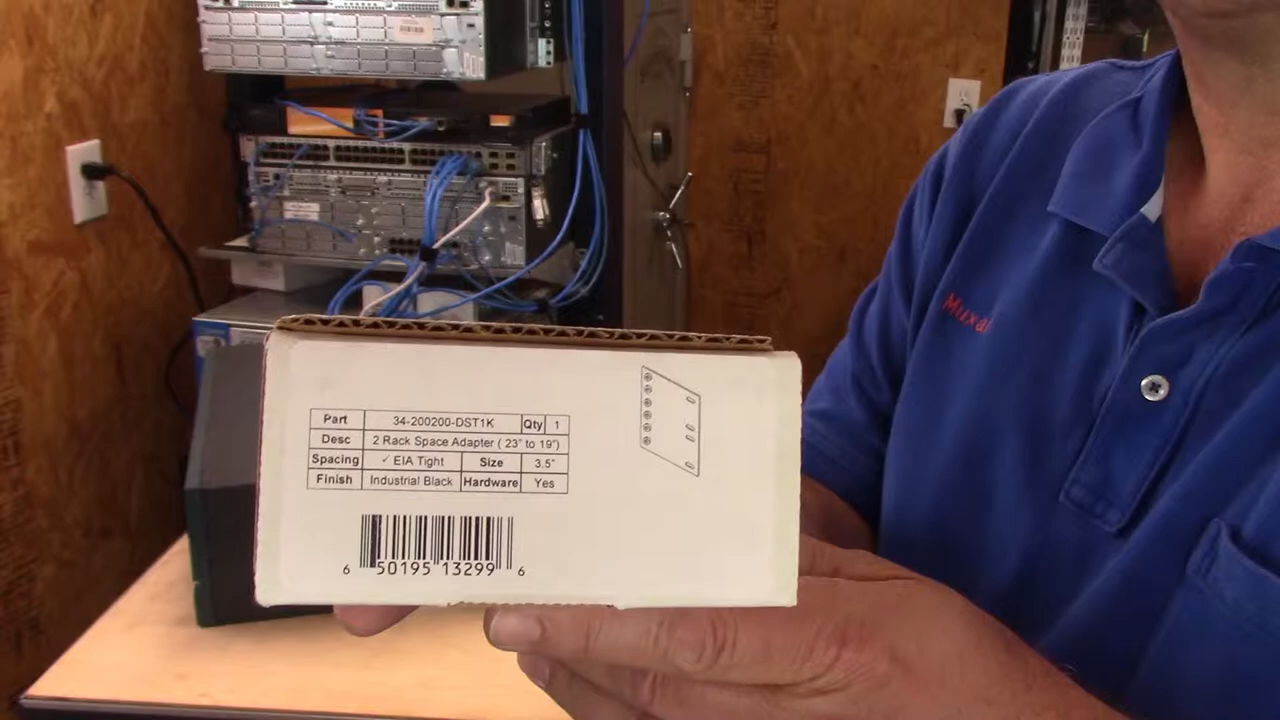 Part 34-200200-DST1K Qty 1
Desc 2 Rack Space Adapter ( 23" to 19")
Spacing ✓ EIA Tight Size 3.5"
Finish Industrial Black Hardware Yes
6 50195 13299 6